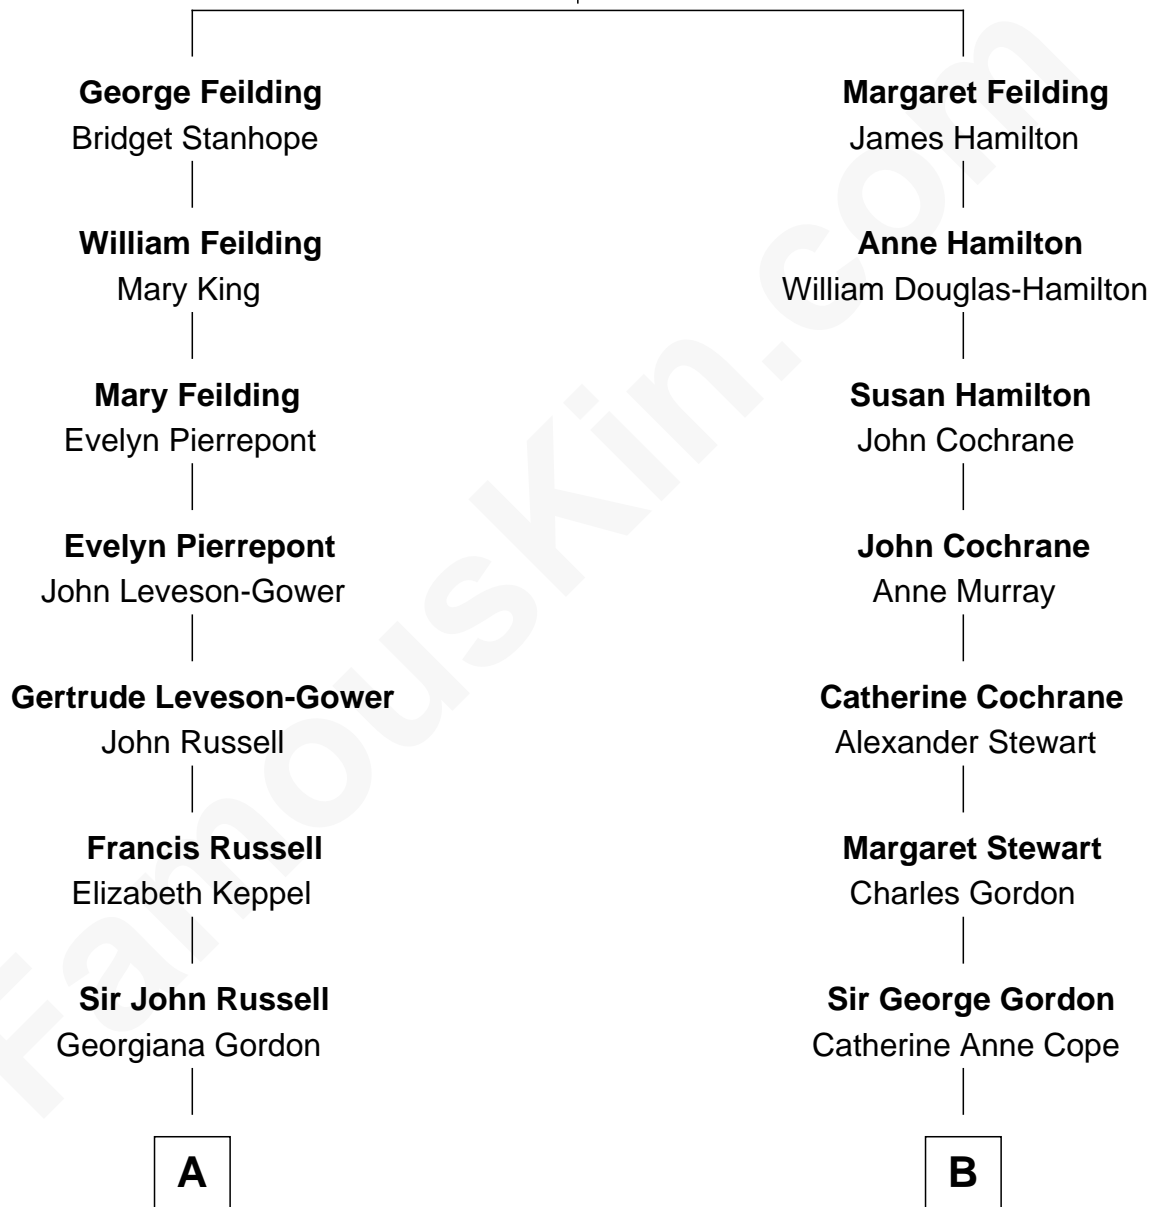 George Feilding
Bridget Stanhope
William Feilding
Mary King
Mary Feilding
Evelyn Pierrepont
Evelyn Pierrepont
John Leveson-Gower
Gertrude Leveson-Gower
John Russell
Francis Russell
Elizabeth Keppel
Sir John Russell
Georgiana Gordon
A
Margaret Feilding
James Hamilton
Anne Hamilton
William Douglas-Hamilton
Susan Hamilton
John Cochrane
John Cochrane
Anne Murray
Catherine Cochrane
Alexander Stewart
Margaret Stewart
Charles Gordon
Sir George Gordon
Catherine Anne Cope
B
FamousKin.com